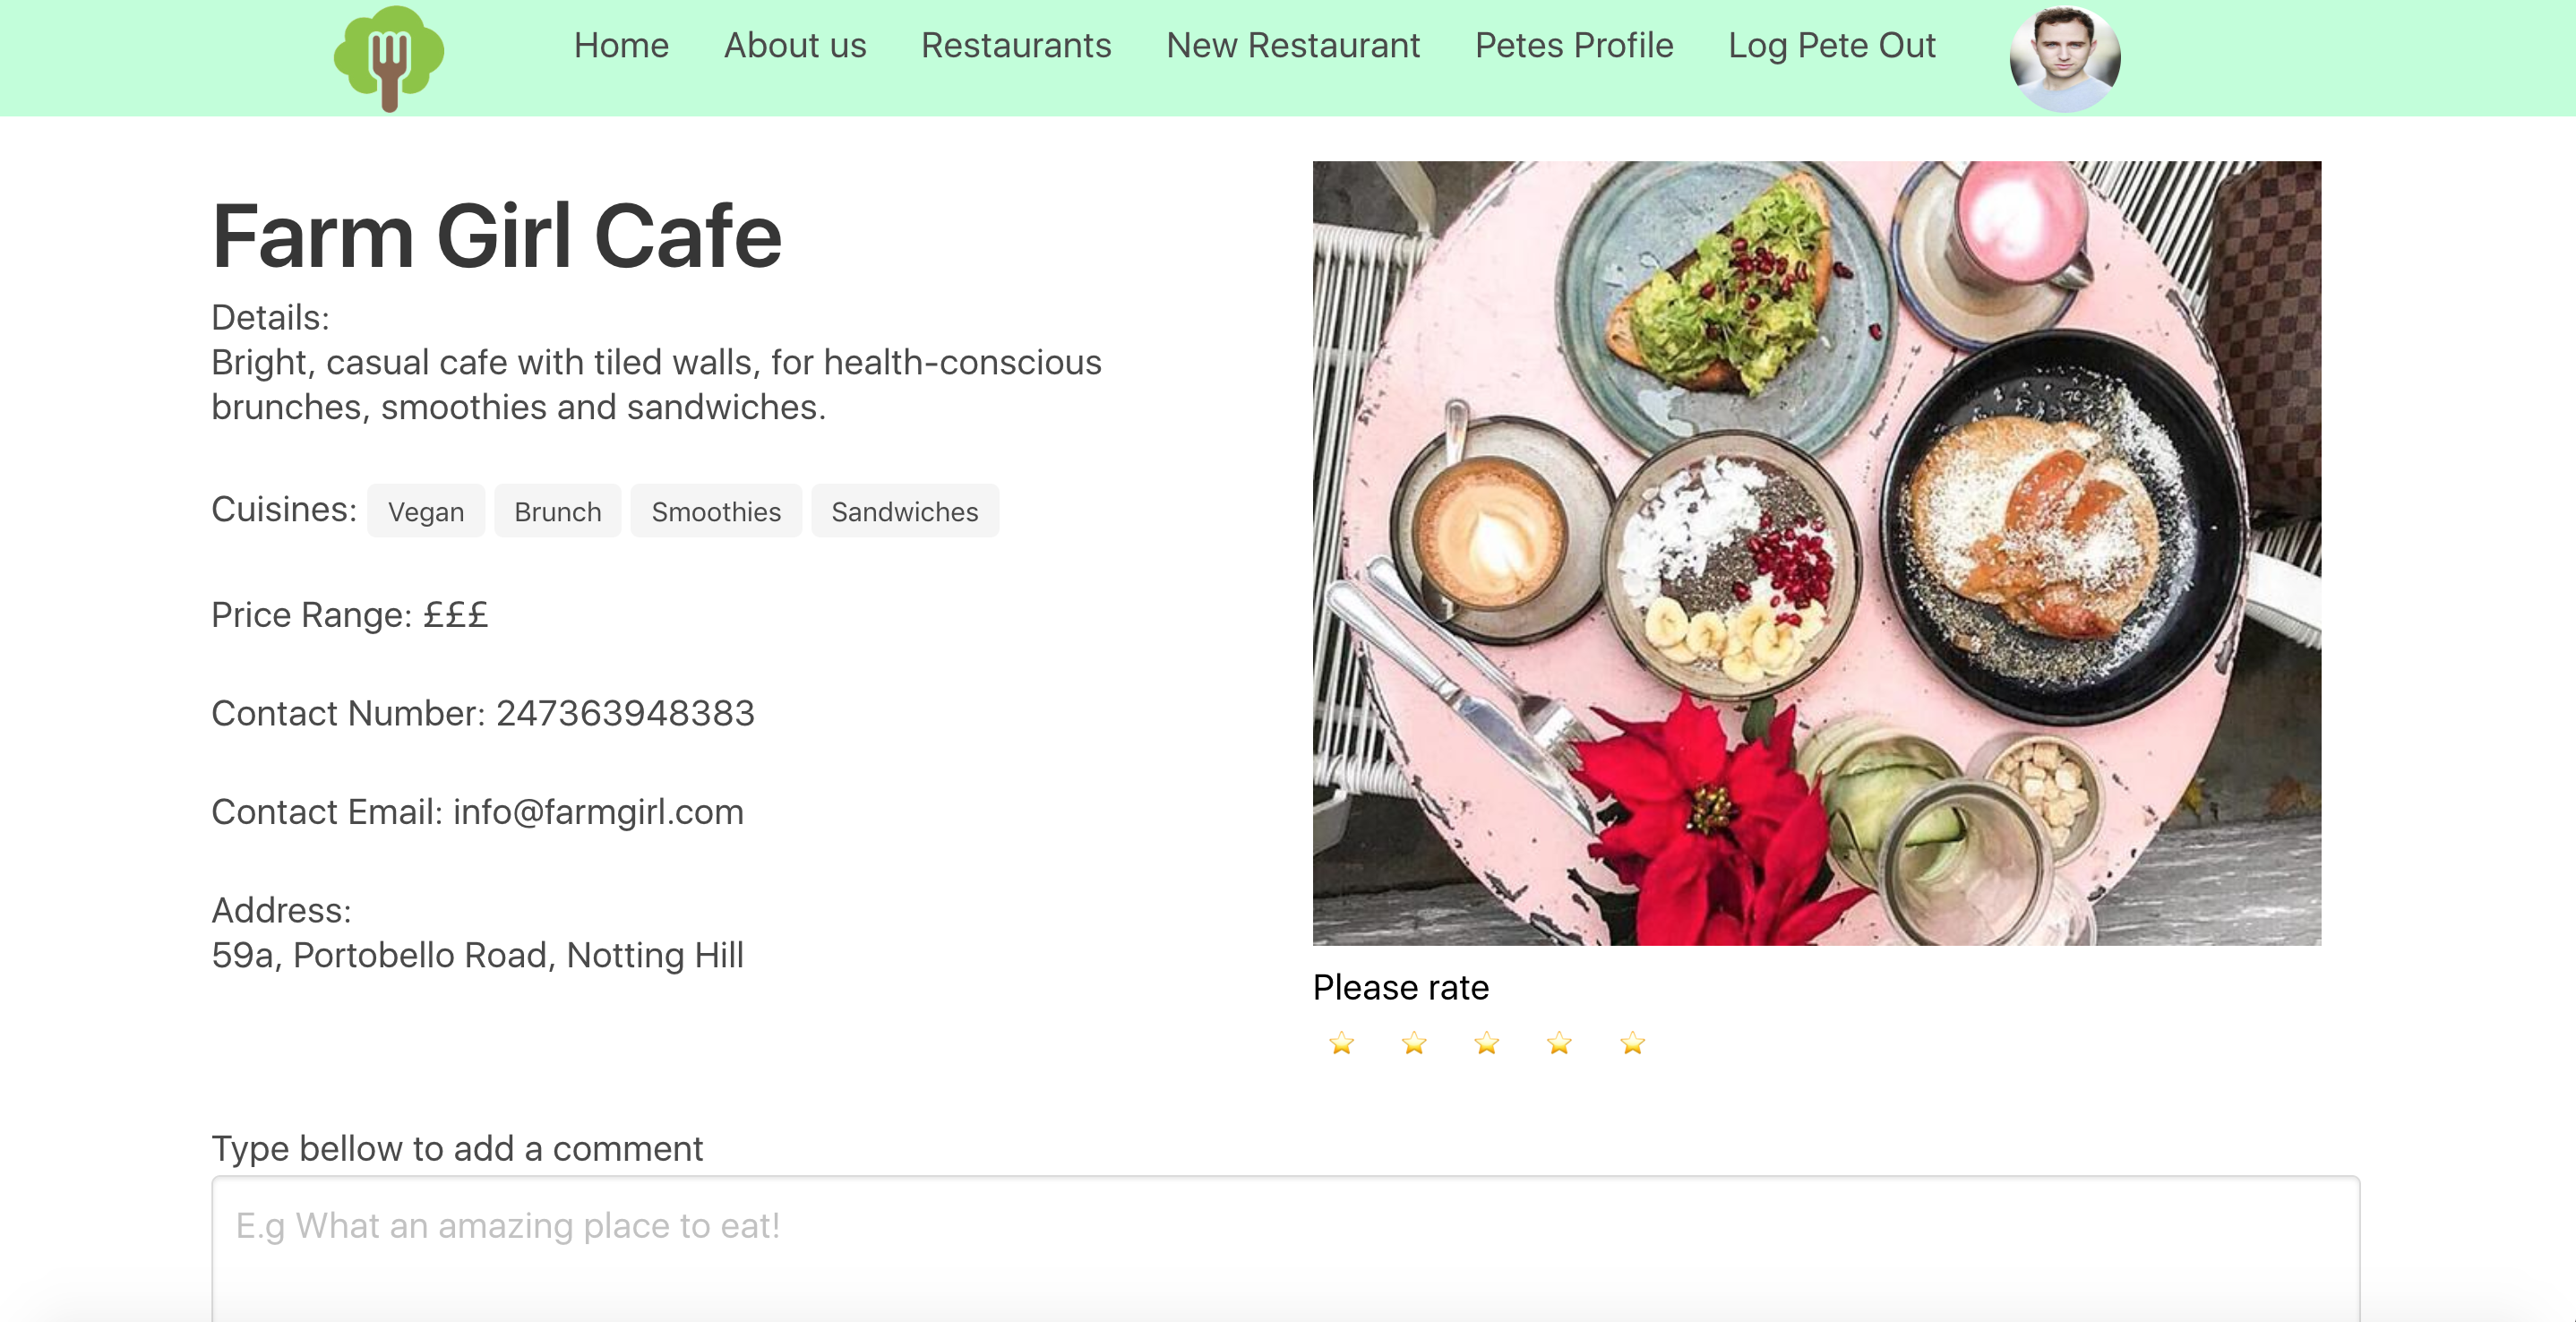 Home About us Restaurants New Restaurant Petes Profile Log Pete Out
Farm Girl Cafe
Details:
Bright, casual cafe with tiled walls, for health-conscious
brunches, smoothies and sandwiches.
Cuisines: Vegan Brunch Smoothies Sandwiches
Price Range: £££
Contact Number: 247363948383
Contact Email: info@farmgirl.com
Address:
59a, Portobello Road, Notting Hill
Please rate
Type bellow to add a comment
E.g What an amazing place to eat!